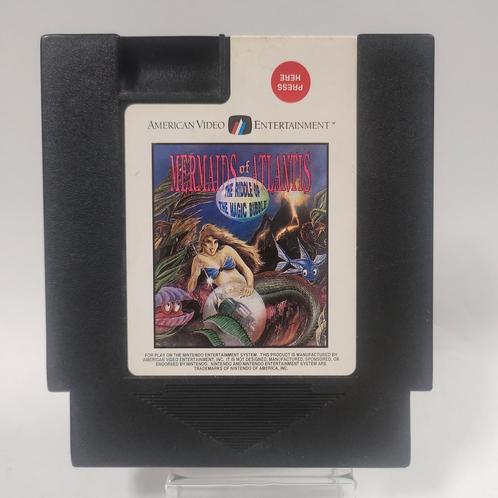 PRESS
HERE
AMERICAN VIDEO ENTERTAINMENT™
MERMAIDS of ATLANTIS
THE RIDDLE OF
THE MAGIC BUBBLE
FOR PLAY ON THE NINTENDO ENTERTAINMENT SYSTEM. THIS PRODUCT IS MANUFACTURED BY
AMERICAN VIDEO ENTERTAINMENT, INC. IT IS NOT DESIGNED, MANUFACTURED, SPONSORED, OR
ENDORSED BY NINTENDO. NINTENDO AND NINTENDO ENTERTAINMENT SYSTEM ARE
TRADEMARKS OF NINTENDO OF AMERICA, INC.